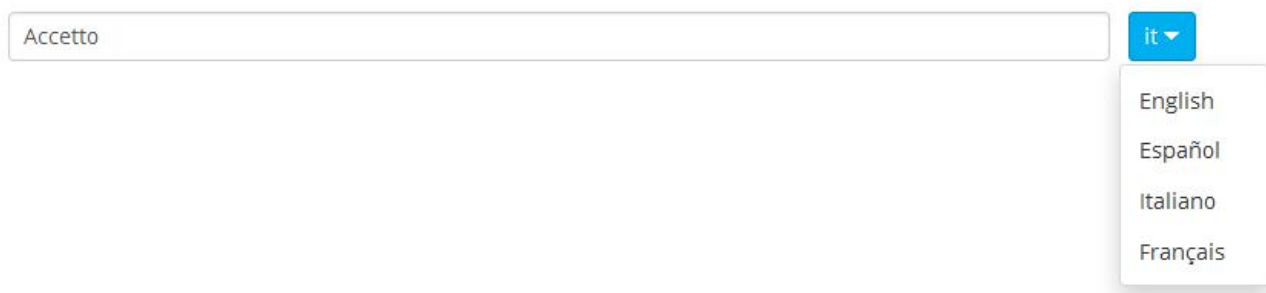 Accetto
it
English
Español
Italiano
Français